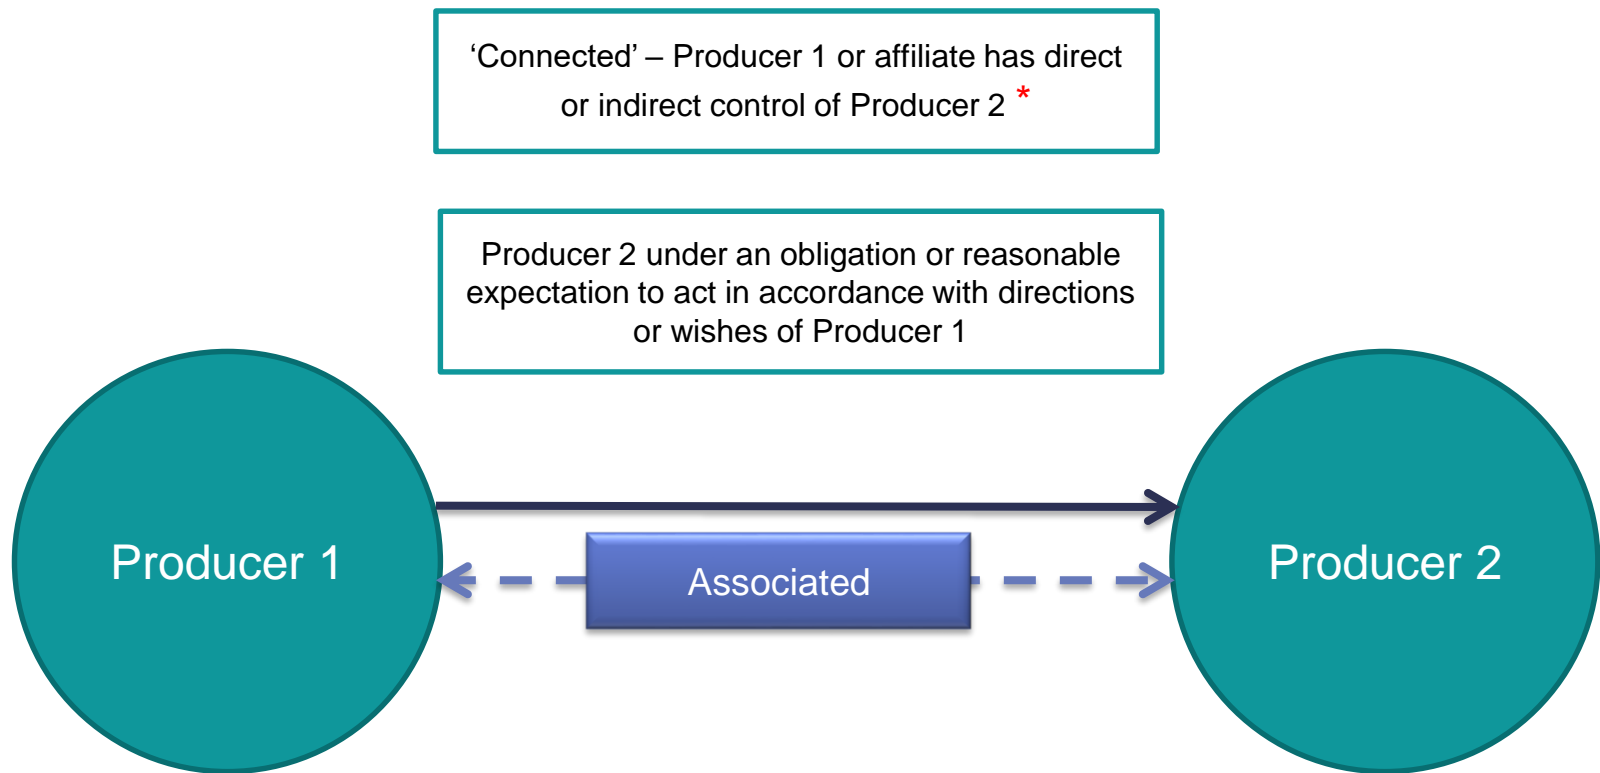 ‘Connected’ – Producer 1 or affiliate has direct
or indirect control of Producer 2 *
Producer 2 under an obligation or reasonable
expectation to act in accordance with directions
or wishes of Producer 1
Producer 1
Associated
Producer 2